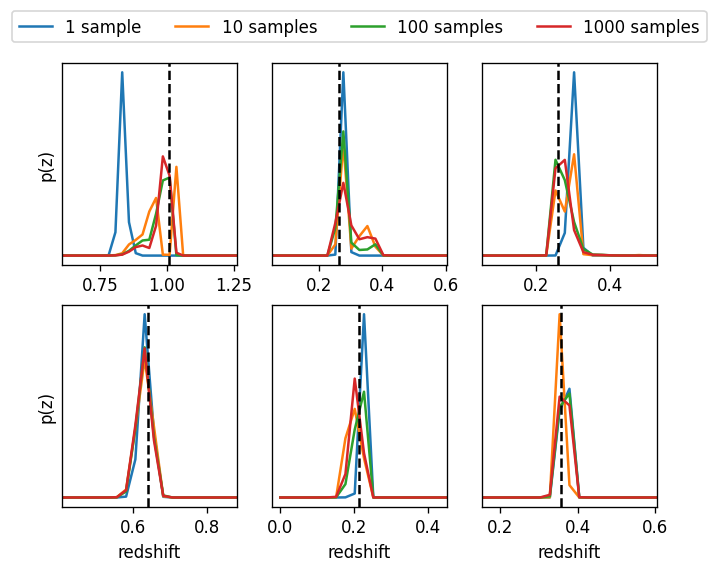 1 sample 10 samples 100 samples 1000 samples
p(z)
0.75 1.00 1.25
0.2 0.4 0.6
0.2 0.4
p(z)
0.6 0.8
0.0 0.2 0.4
0.2 0.4 0.6
redshift redshift redshift